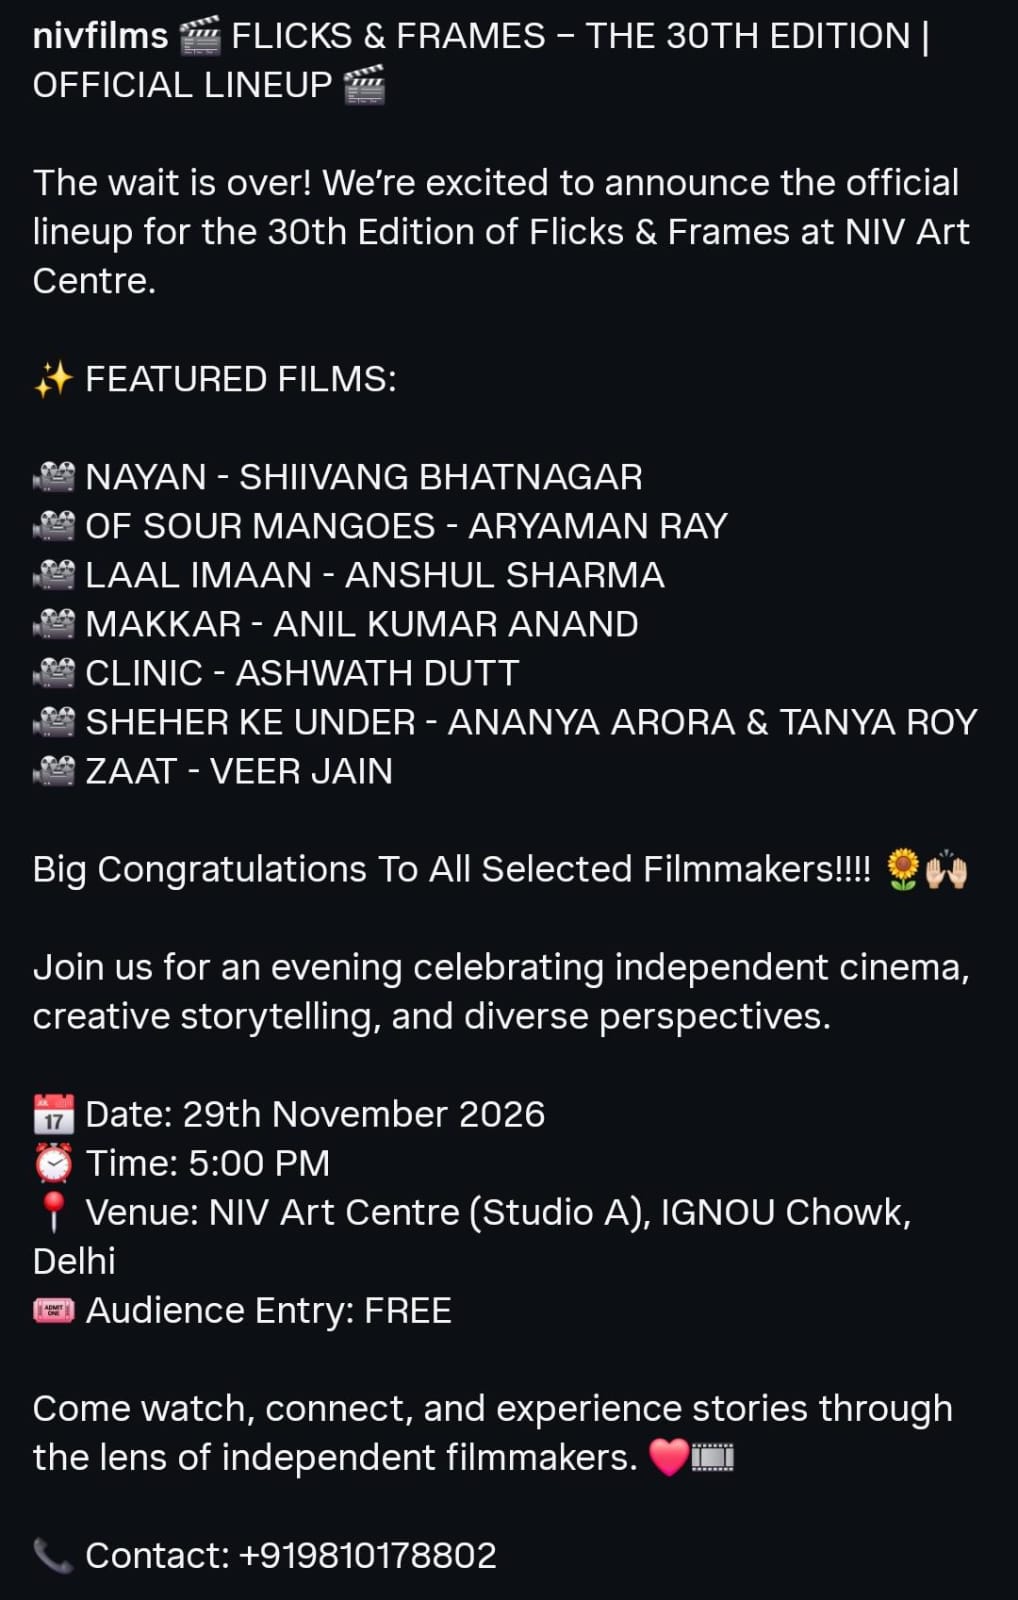 nivfilms 🎬 FLICKS & FRAMES – THE 30TH EDITION |
OFFICIAL LINEUP 🎬
The wait is over! We're excited to announce the official
lineup for the 30th Edition of Flicks & Frames at NIV Art
Centre.
✨ FEATURED FILMS:
🎥 NAYAN - SHIIVANG BHATNAGAR
🎥 OF SOUR MANGOES - ARYAMAN RAY
🎥 LAAL IMAAN - ANSHUL SHARMA
🎥 MAKKAR - ANIL KUMAR ANAND
🎥 CLINIC - ASHWATH DUTT
🎥 SHEHER KE UNDER - ANANYA ARORA & TANYA ROY
🎥 ZAAT - VEER JAIN
Big Congratulations To All Selected Filmmakers!!!! 🌻🙌🏻
Join us for an evening celebrating independent cinema,
creative storytelling, and diverse perspectives.
📅 Date: 29th November 2026
⏰ Time: 5:00 PM
📍 Venue: NIV Art Centre (Studio A), IGNOU Chowk,
Delhi
🎟️ Audience Entry: FREE
Come watch, connect, and experience stories through
the lens of independent filmmakers. ❤️🎞️
📞 Contact: +919810178802